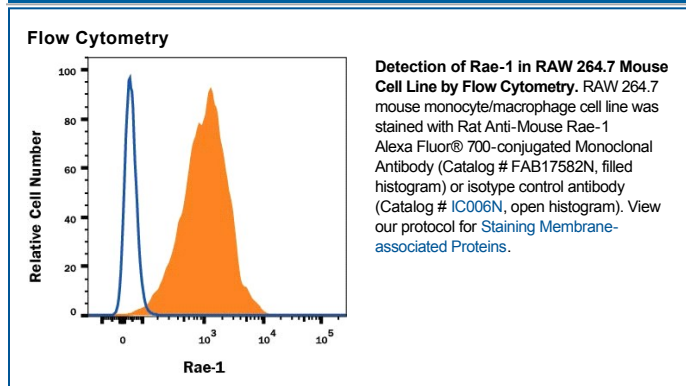 Flow Cytometry
100
80
60
40
20
0
Relative Cell Number
0
10³
10⁴
10⁵
Rae-1
Detection of Rae-1 in RAW 264.7 Mouse
Cell Line by Flow Cytometry. RAW 264.7
mouse monocyte/macrophage cell line was
stained with Rat Anti-Mouse Rae-1
Alexa Fluor® 700-conjugated Monoclonal
Antibody (Catalog # FAB17582N, filled
histogram) or isotype control antibody
(Catalog # IC006N, open histogram). View
our protocol for Staining Membrane-
associated Proteins.